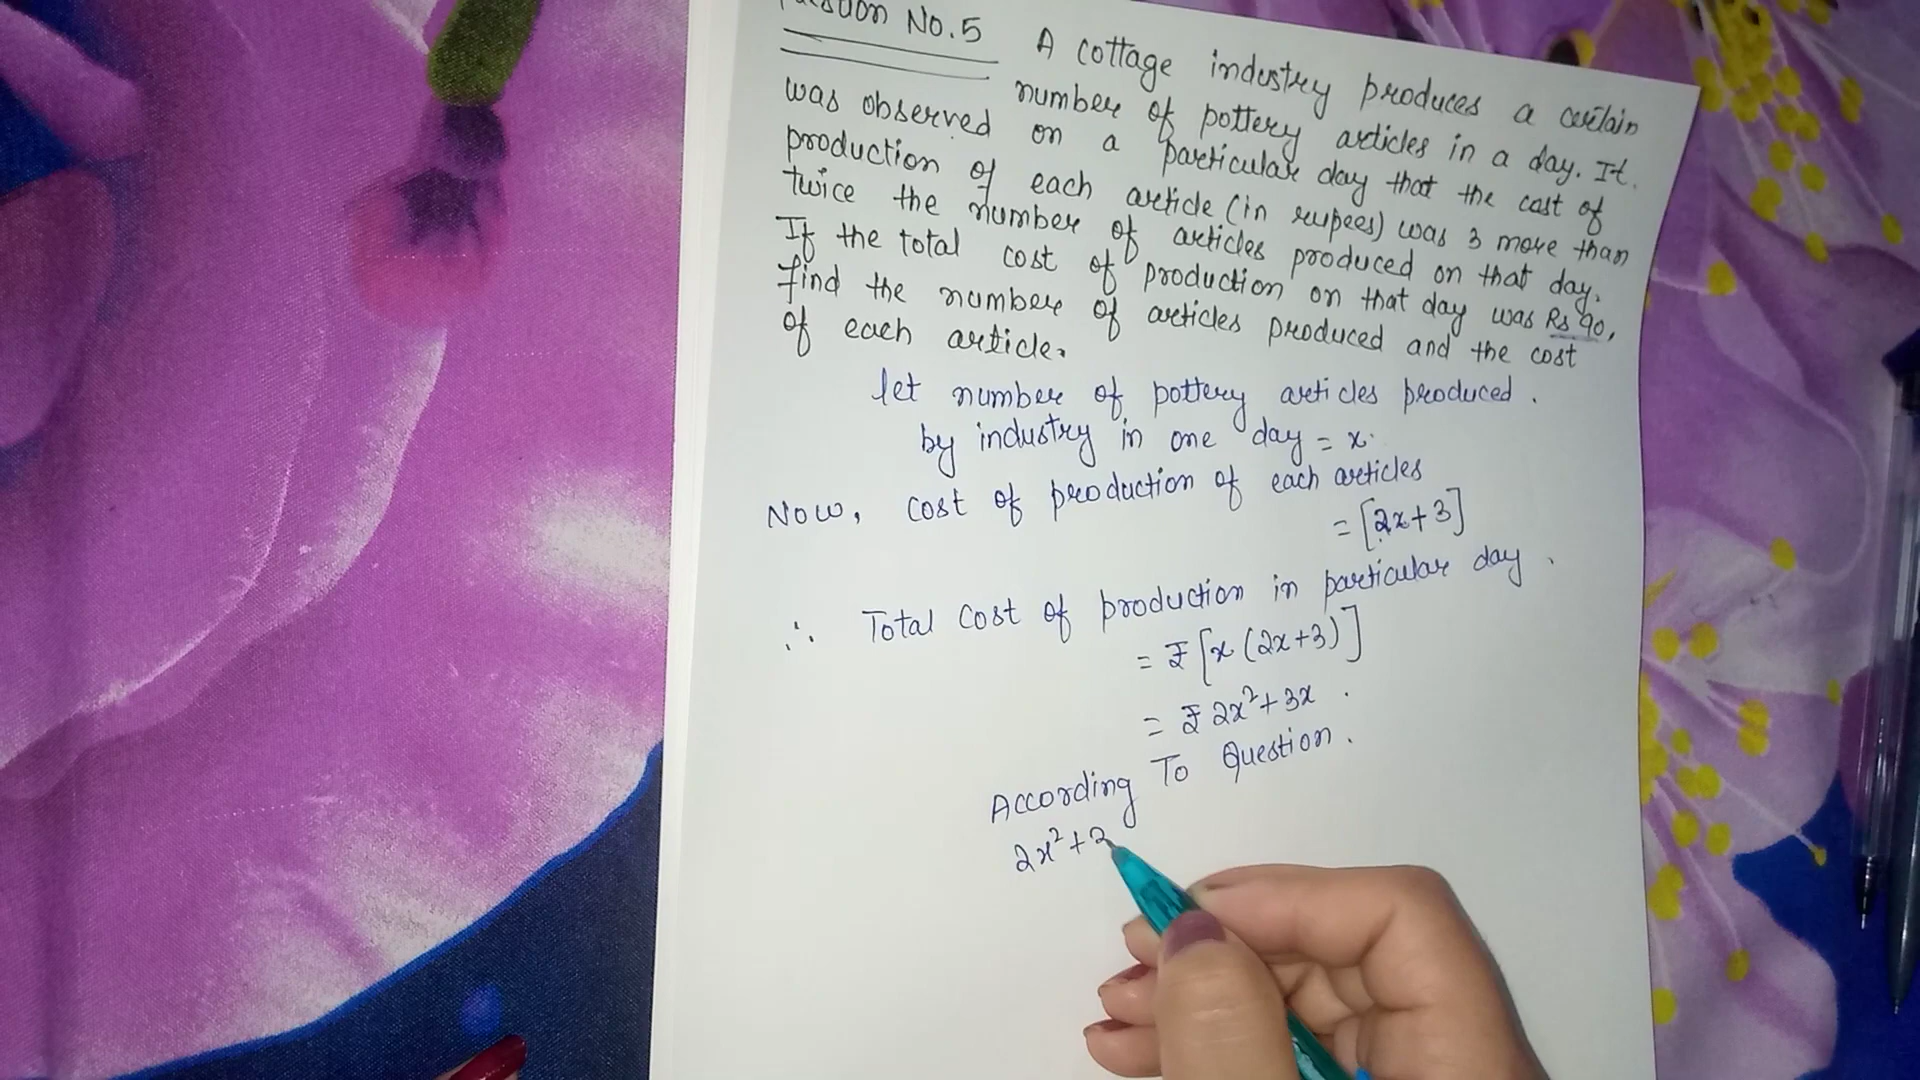 Question No. 5 A cottage industry produces a certain
number of pottery articles in a day. It
was observed on a particular day that the cost of
production of each article (in rupees) was 3 more than
twice the number of articles produced on that day.
If the total cost of production on that day was Rs 90,
find the number of articles produced and the cost
of each article.
let number of pottery articles produced.
by industry in one day = x.
Now, cost of production of each articles
= [2x+3]
∴ Total cost of production in particular day.
= ₹ [x (2x+3)]
= ₹ 2x²+3x.
According To Question.
2x²+3